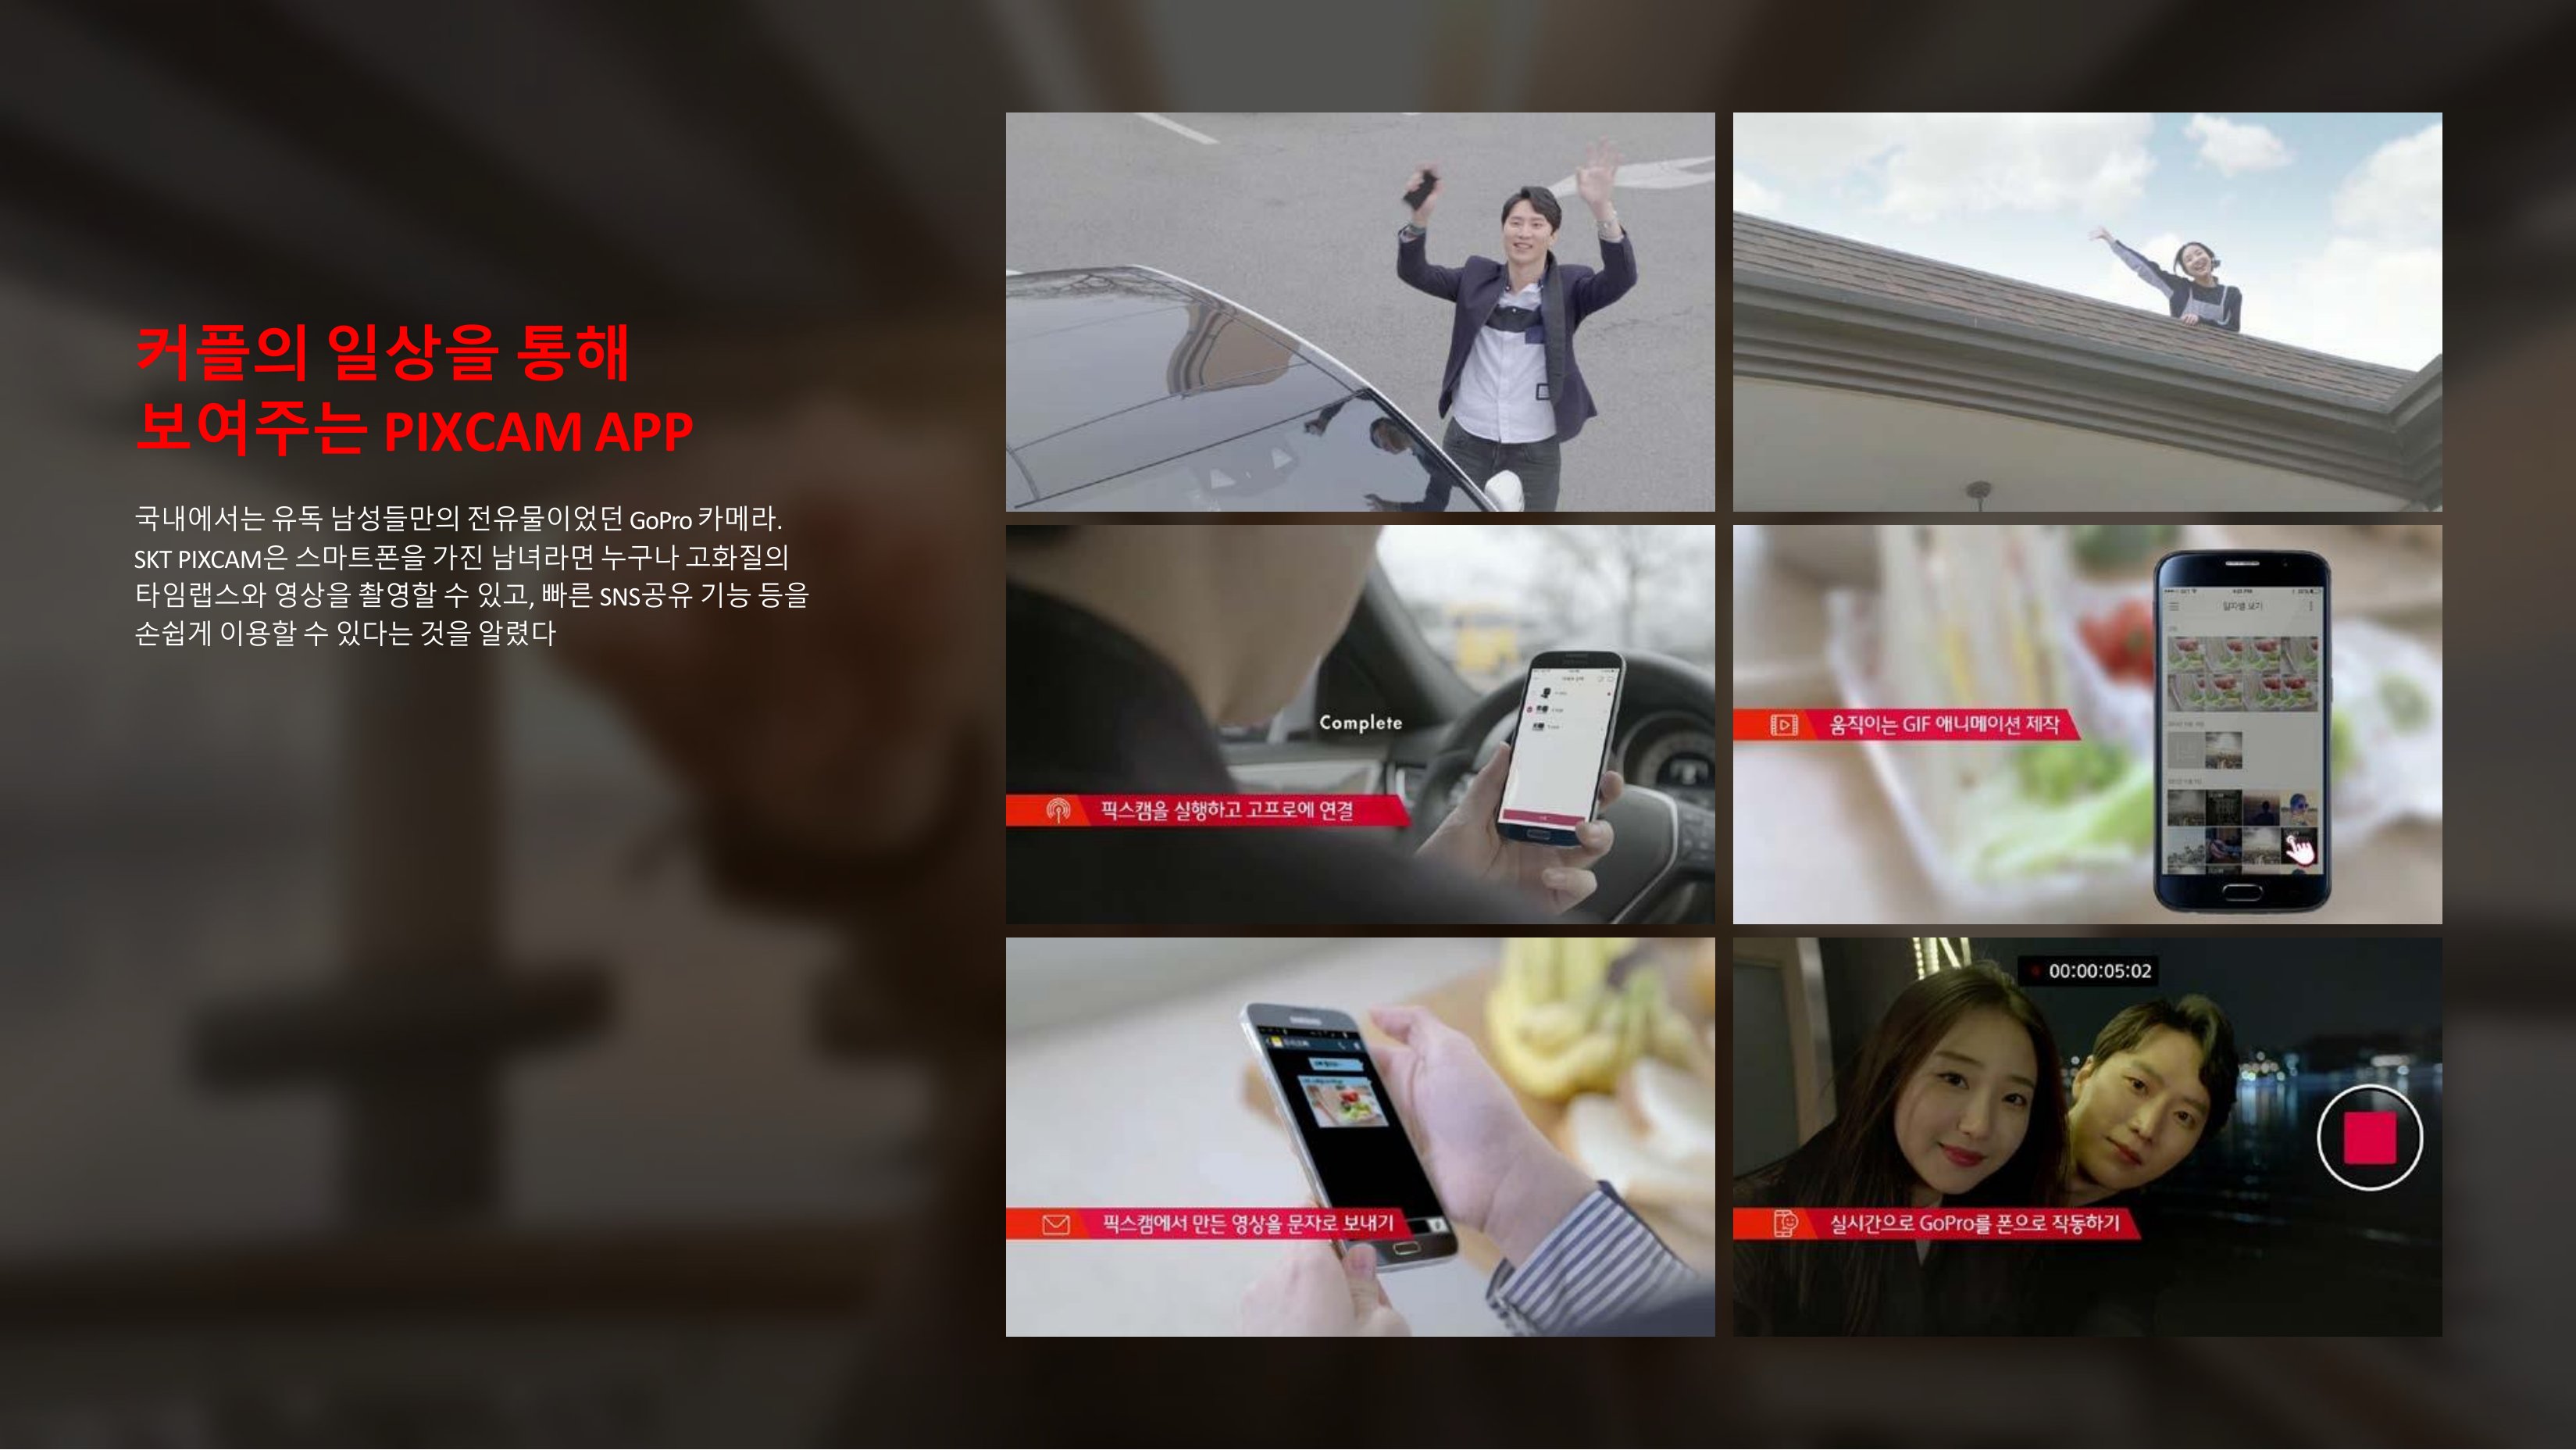 커플의 일상을 통해
보여주는 PIXCAM APP
국내에서는 유독 남성들만의 전유물이었던 GoPro 카메라.
SKT PIXCAM은 스마트폰을 가진 남녀라면 누구나 고화질의
타임랩스와 영상을 촬영할 수 있고, 빠른 SNS공유 기능 등을
손쉽게 이용할 수 있다는 것을 알렸다
Complete
픽스캠을 실행하고 고프로에 연결
일자별 보기
움직이는 GIF 애니메이션 제작
픽스캠에서 만든 영상을 문자로 보내기
00:00:05:02
실시간으로 GoPro를 폰으로 작동하기